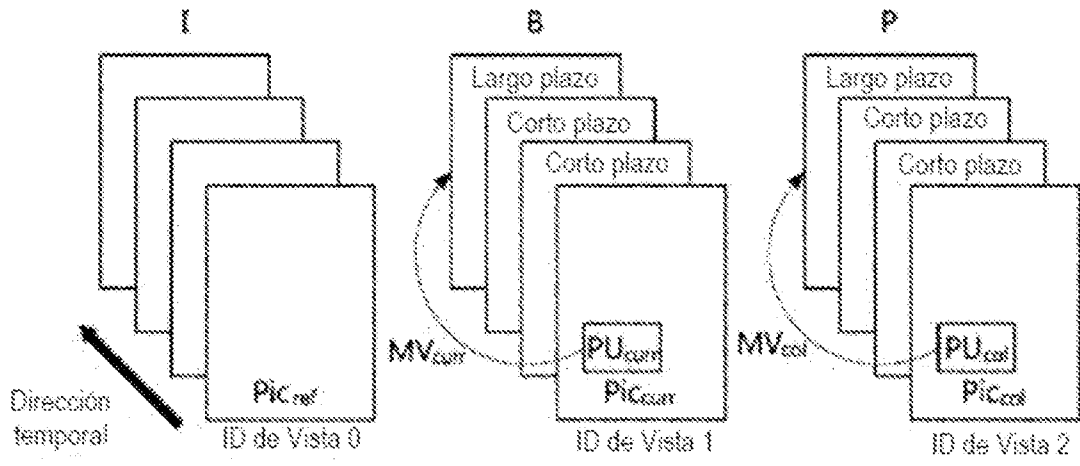 I B P
Largo plazo Largo plazo
Corto plazo Corto plazo
Corto plazo Corto plazo
MVcurr PUcurr MVcol PUcol
Picref Piccurr Piccol
Dirección
temporal
ID de Vista 0 ID de Vista 1 ID de Vista 2